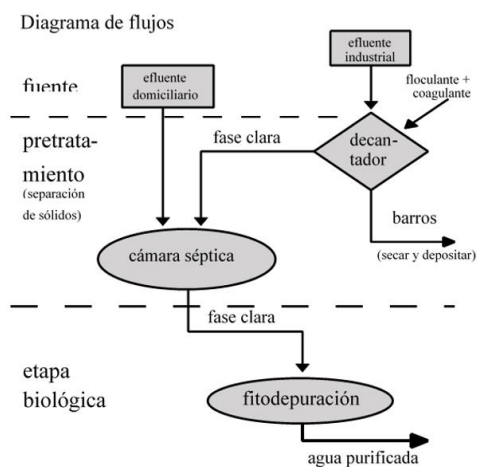 Diagrama de flujos
efluente
industrial
floculante +
coagulante
fuente
efluente
domiciliario
fase clara
decan-
tador
pretrata-
miento
(separación
de sólidos)
barros
(secar y depositar)
cámara séptica
fase clara
etapa
biológica
fitodepuración
agua purificada